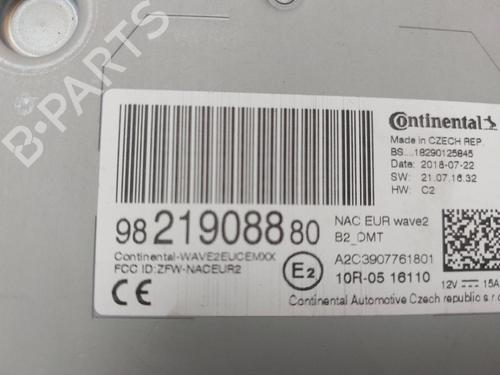 B-PARTS
Continental
Made in CZECH REP.
BS...18290125845
Date: 2018-07-22
SW: 21.07.16.32
HW: C2
98 219088 80
NAC EUR wave2
B2_DMT
Continental-WAVE2EUCEMXX
FCC ID:ZFW-NACEUR2
A2C3907761801
CE
E2
10R-05 16110
12V 15A
Continental Automotive Czech republic s.r.o